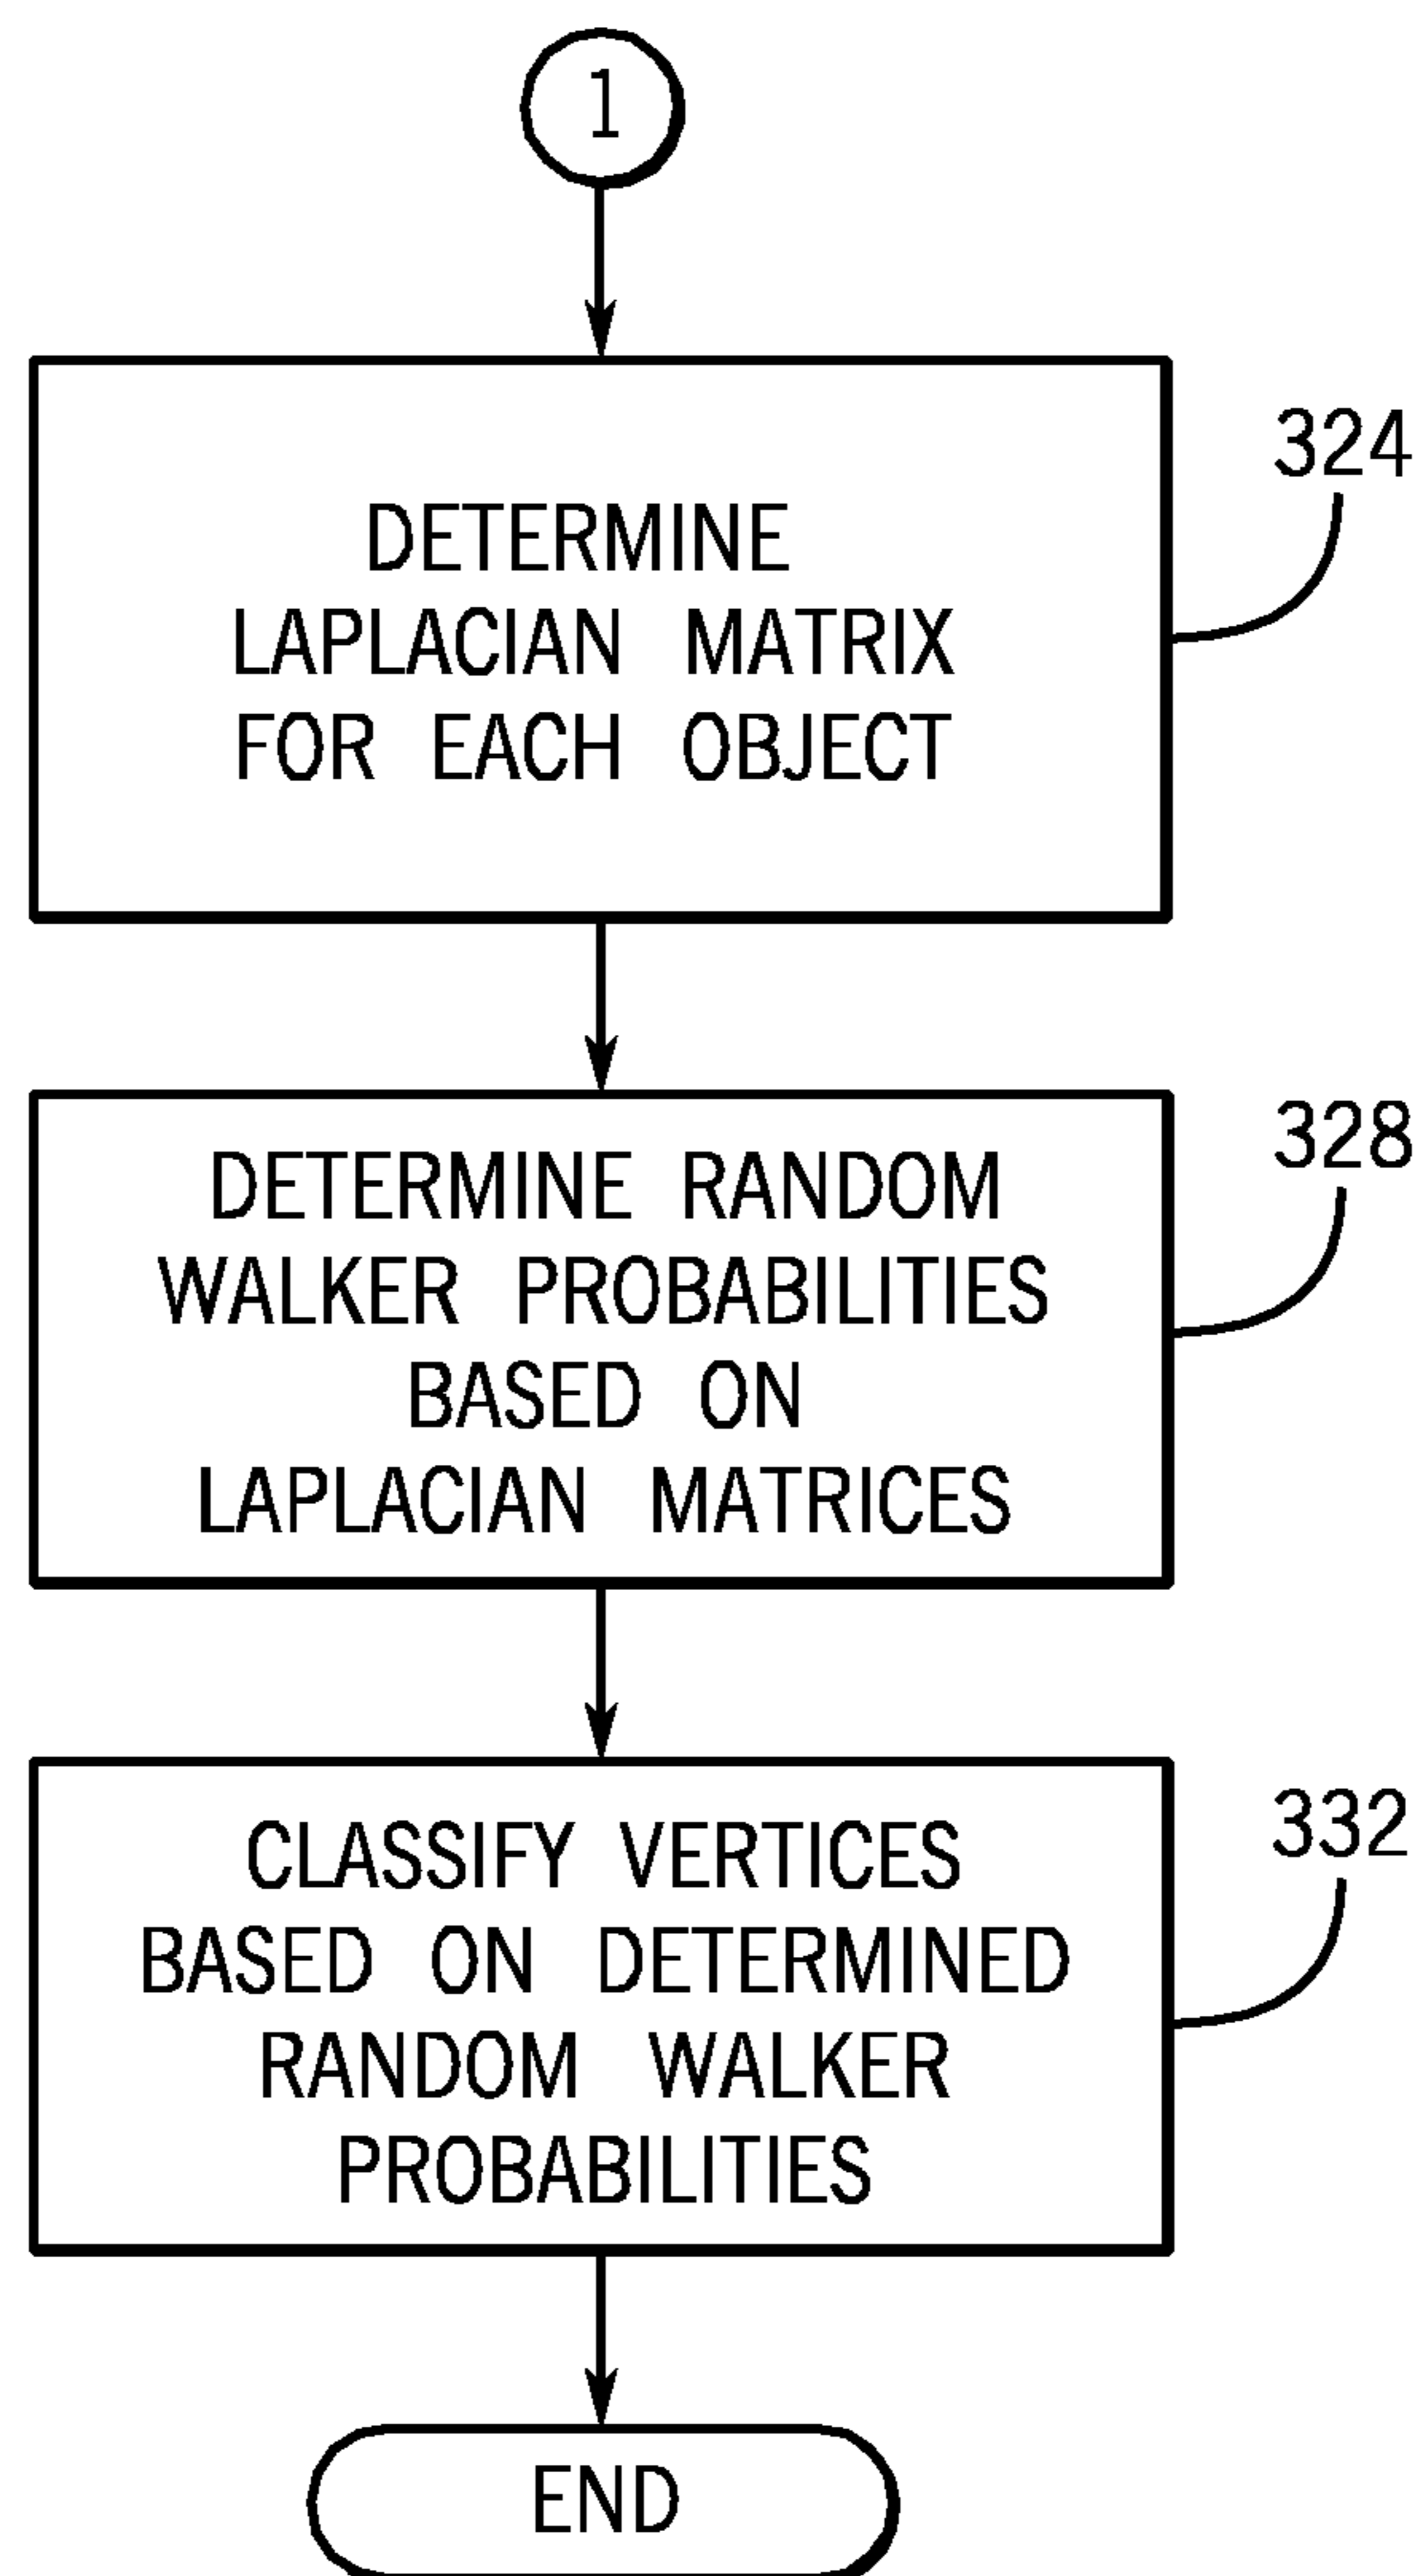 1
DETERMINE
LAPLACIAN MATRIX
FOR EACH OBJECT
324
DETERMINE RANDOM
WALKER PROBABILITIES
BASED ON
LAPLACIAN MATRICES
328
CLASSIFY VERTICES
BASED ON DETERMINED
RANDOM WALKER
PROBABILITIES
332
END